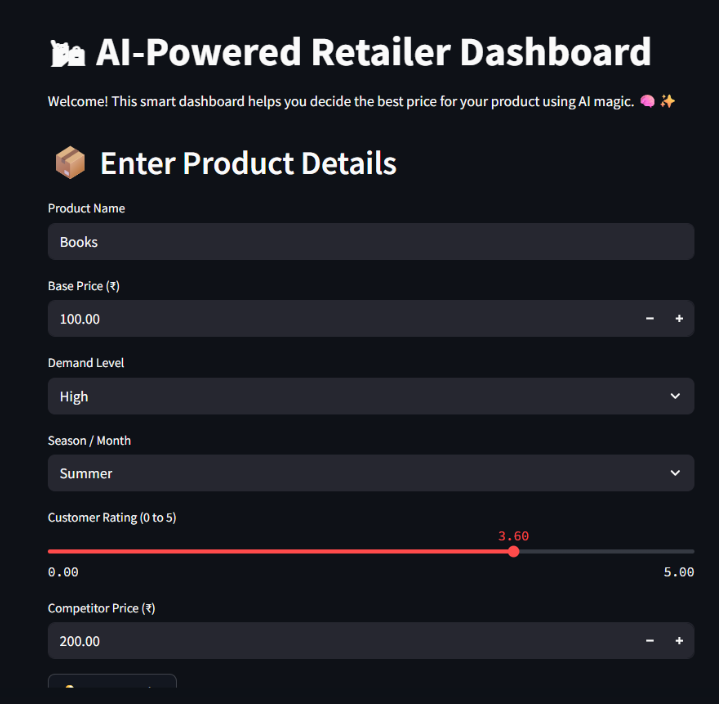 🛍️ AI-Powered Retailer Dashboard
Welcome! This smart dashboard helps you decide the best price for your product using AI magic. 🧠 ✨
📦 Enter Product Details
Product Name
Books
Base Price (₹)
100.00
Demand Level
High
Season / Month
Summer
Customer Rating (0 to 5)
3.60
0.00
5.00
Competitor Price (₹)
200.00